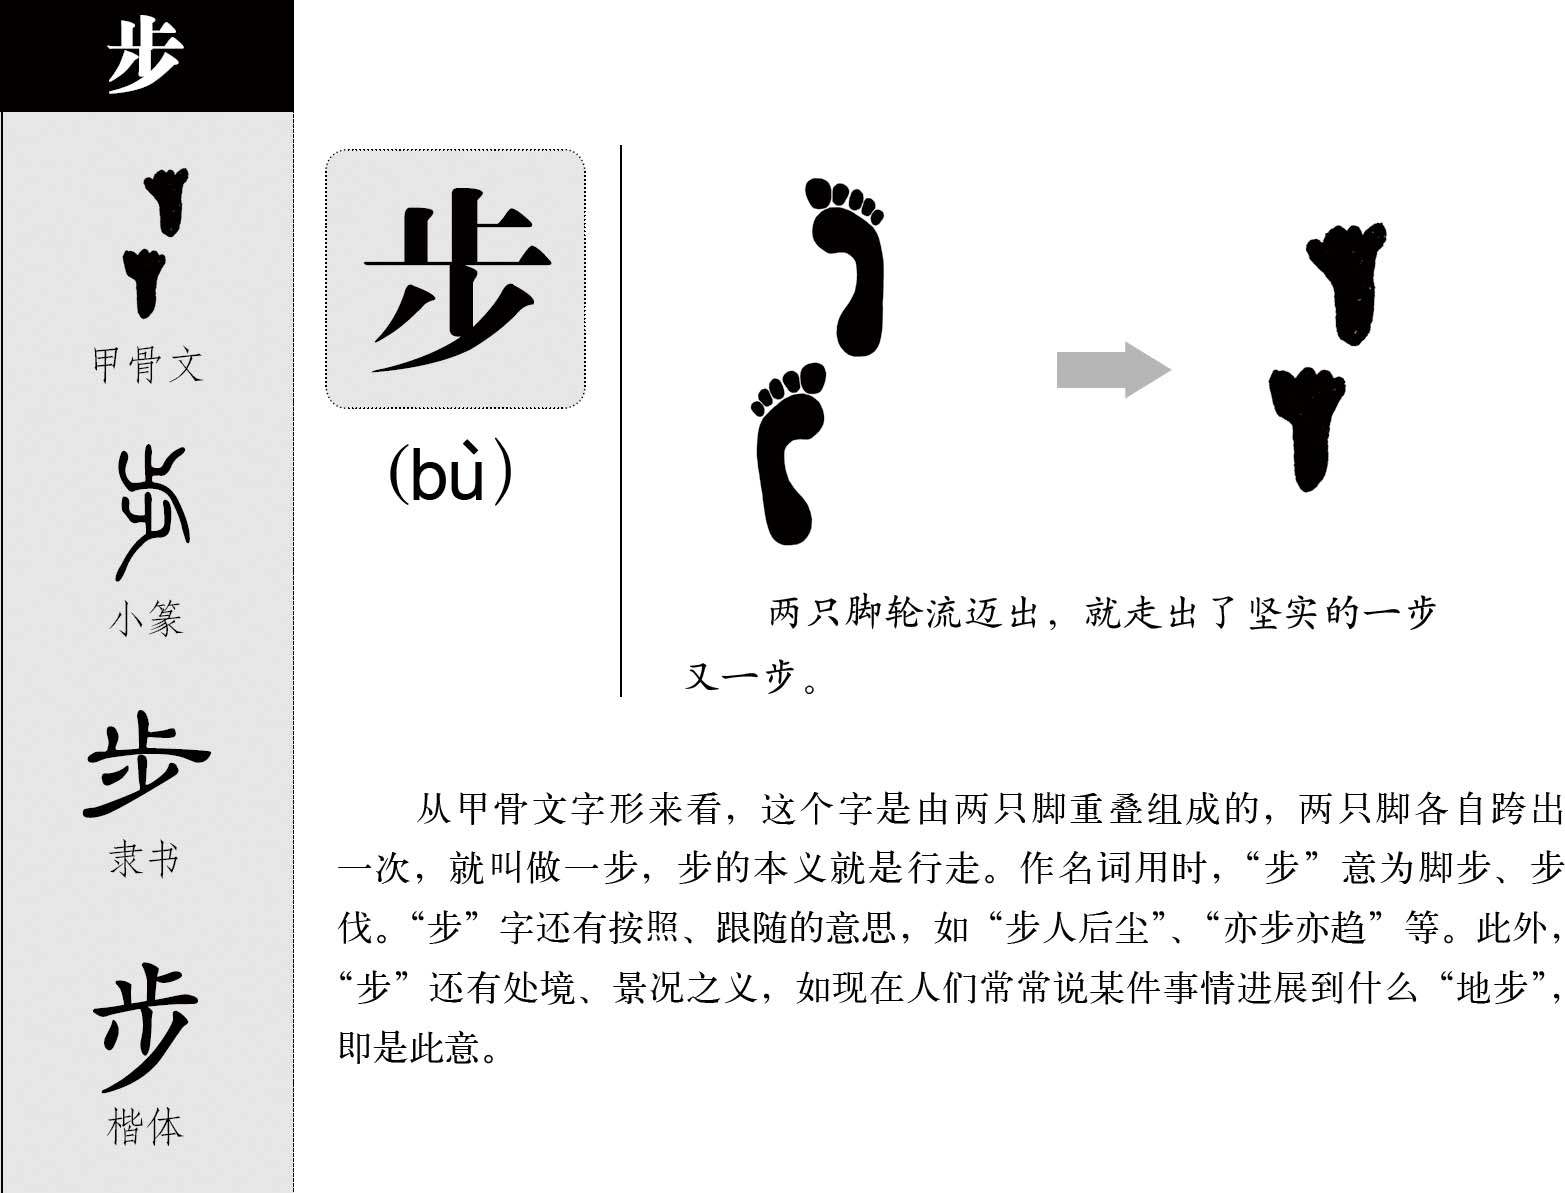 步
甲骨文
小篆
隶书
楷体
步
(bù)
两只脚轮流迈出，就走出了坚实的一步
又一步。
从甲骨文字形来看，这个字是由两只脚重叠组成的，两只脚各自跨出
一次，就叫做一步，步的本义就是行走。作名词用时，“步”意为脚步、步
伐。“步”字还有按照、跟随的意思，如“步人后尘”、“亦步亦趋”等。此外，
“步”还有处境、景况之义，如现在人们常常说某件事情进展到什么“地步”，
即是此意。